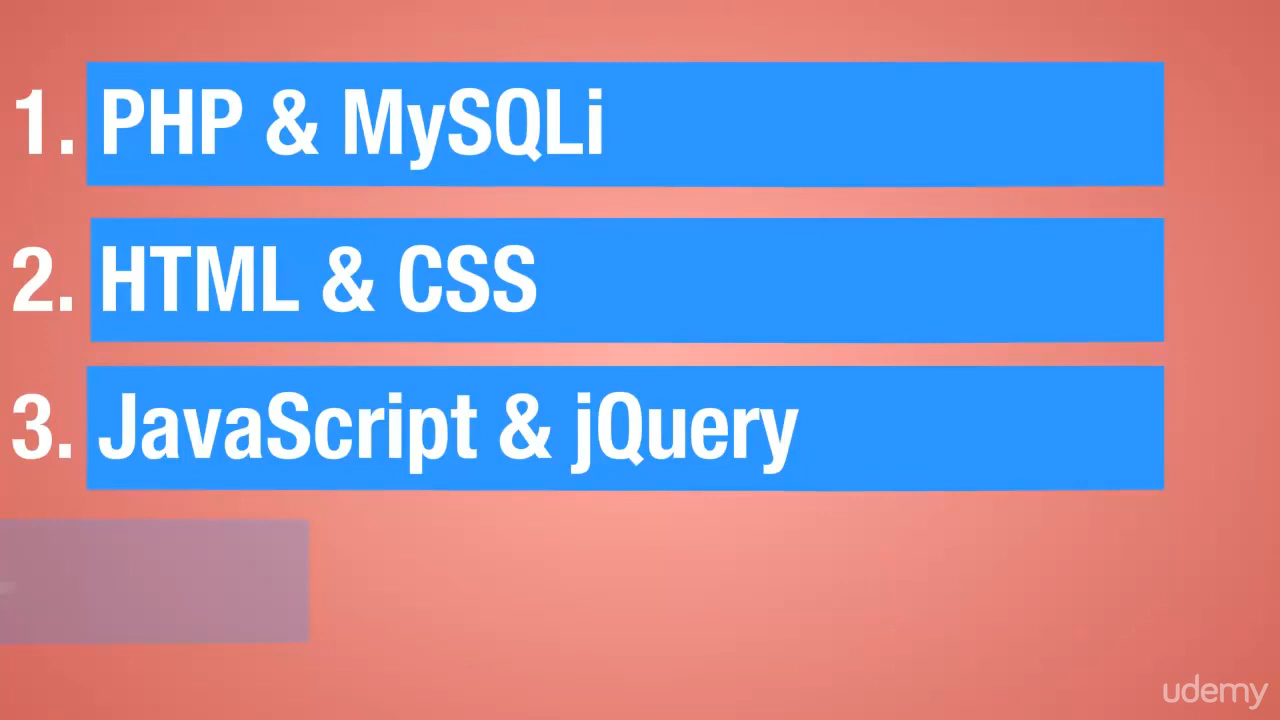 1. PHP & MySQLi
2. HTML & CSS
3. JavaScript & jQuery
udemy